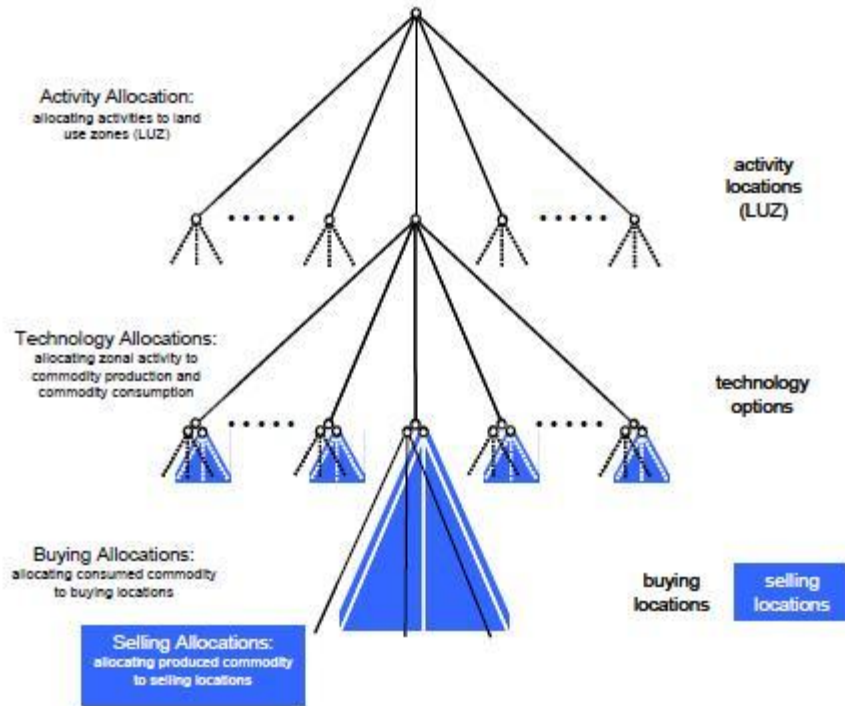 Activity Allocation:
allocating activities to land
use zones (LUZ)
activity
locations
(LUZ)
Technology Allocations:
allocating zonal activity to
commodity production and
commodity consumption
technology
options
Buying Allocations:
allocating consumed commodity
to buying locations
buying
locations
selling
locations
Selling Allocations:
allocating produced commodity
to selling locations